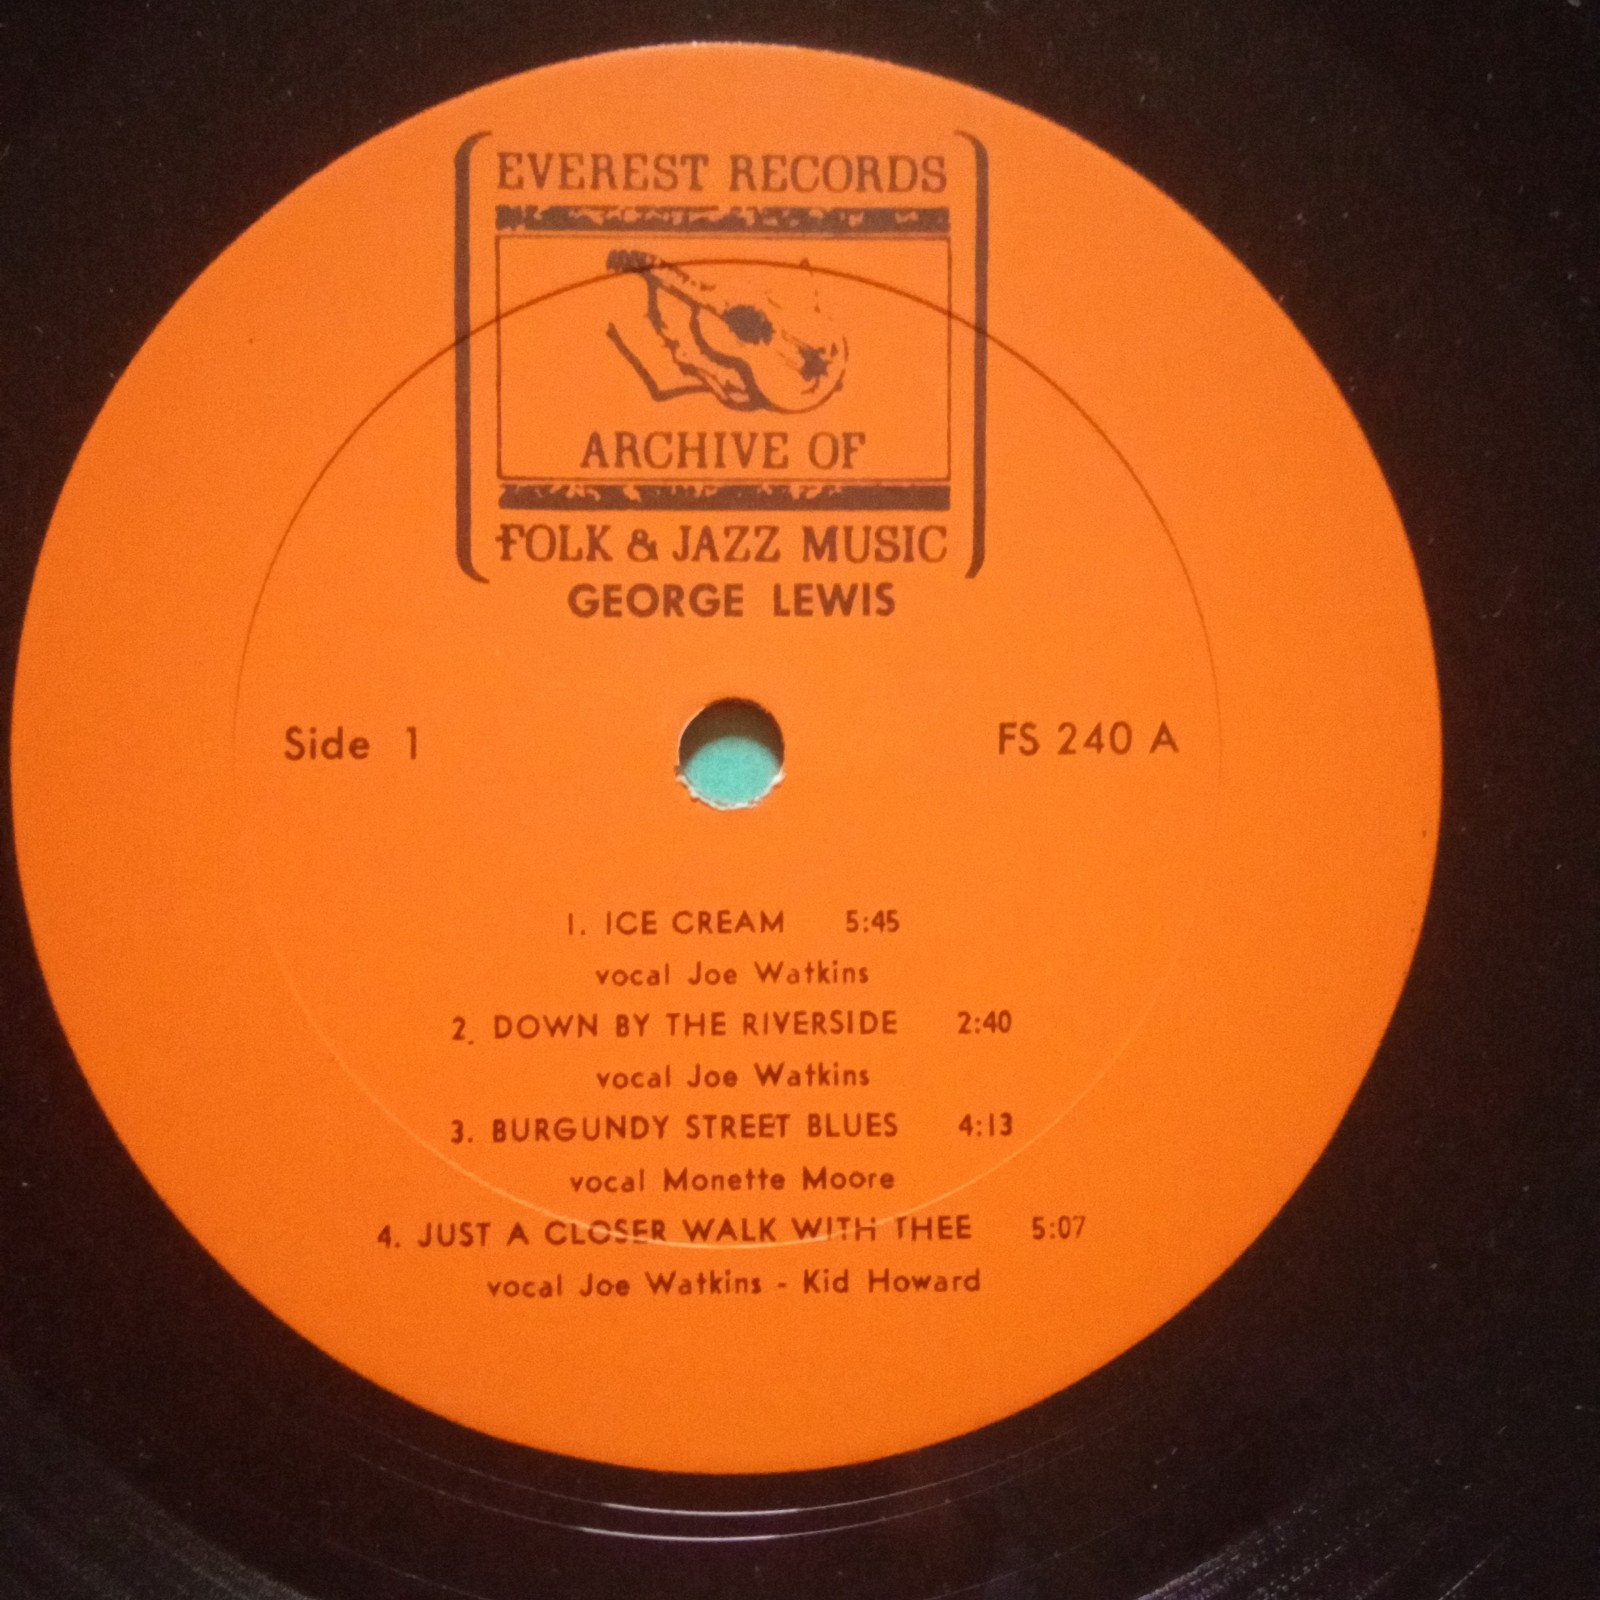 EVEREST RECORDS
ARCHIVE OF
FOLK & JAZZ MUSIC
GEORGE LEWIS
Side 1
FS 240 A
1. ICE CREAM 5:45
vocal Joe Watkins
2. DOWN BY THE RIVERSIDE 2:40
vocal Joe Watkins
3. BURGUNDY STREET BLUES 4:13
vocal Monette Moore
4. JUST A CLOSER WALK WITH THEE 5:07
vocal Joe Watkins - Kid Howard